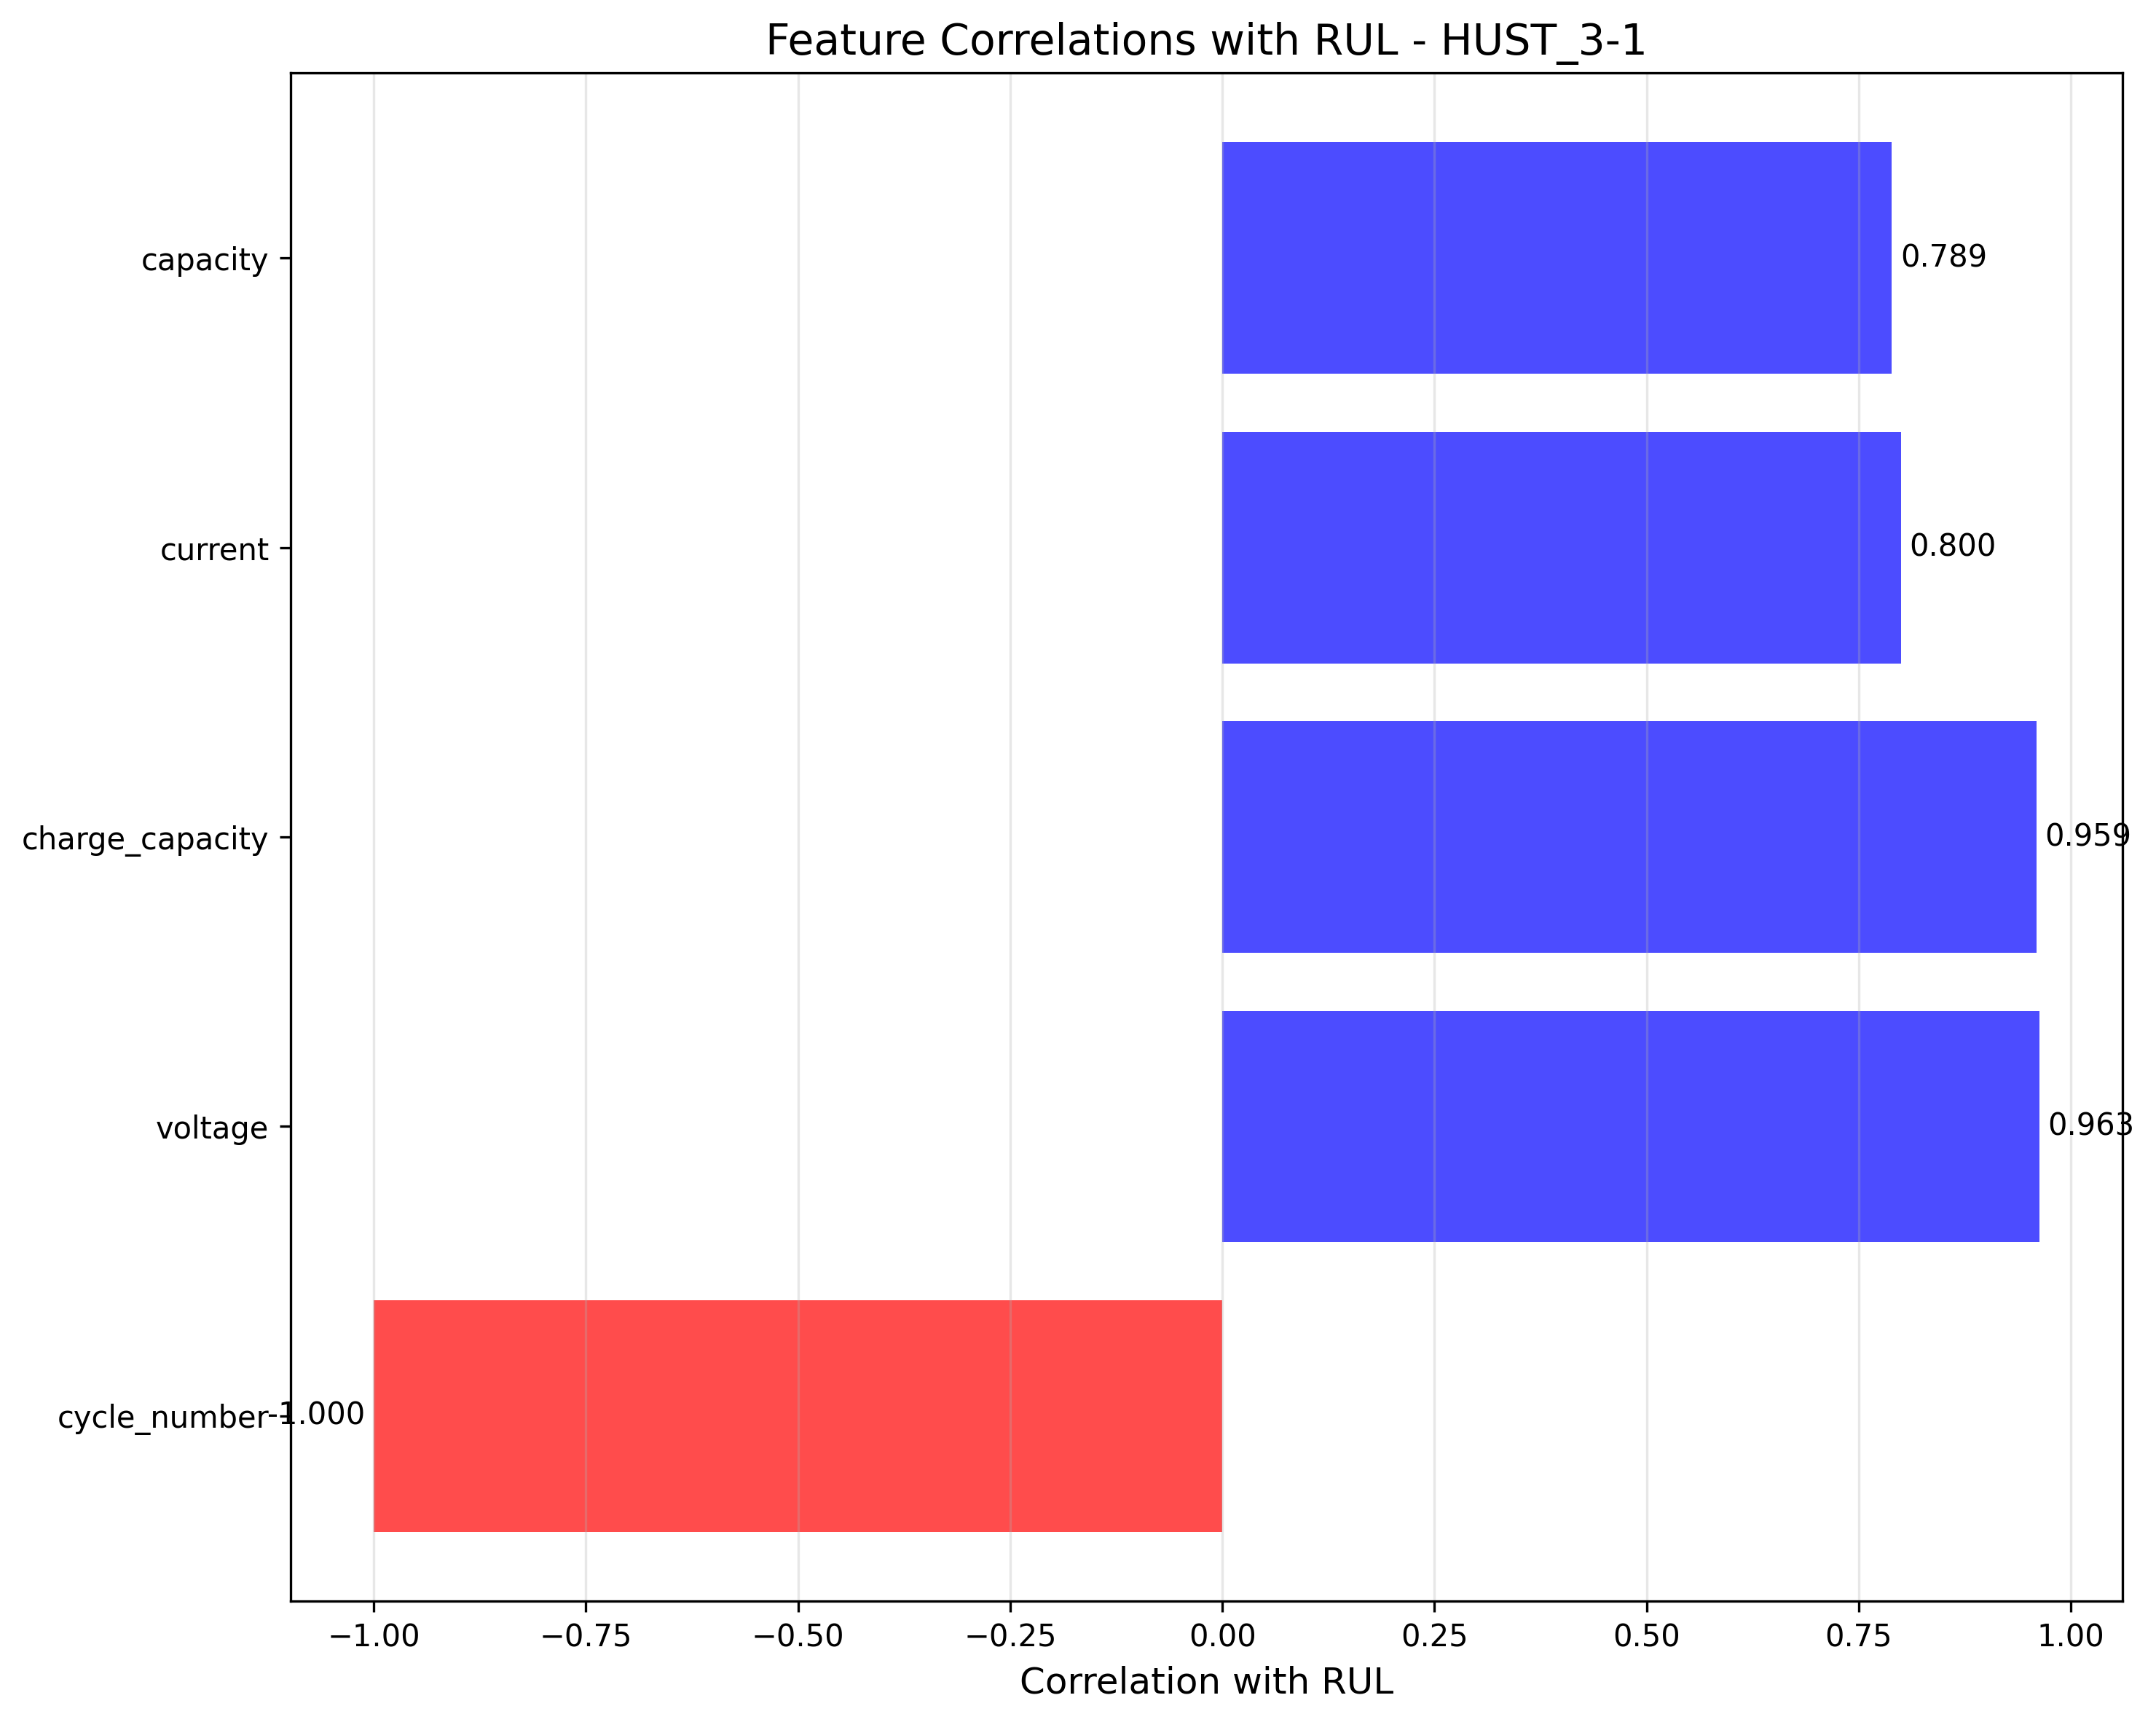 Feature Correlations with RUL - HUST_3-1
capacity
0.789
current
0.800
charge_capacity
0.959
voltage
0.963
cycle_number
-1.000
−1.00
−0.75
−0.50
−0.25
0.00
0.25
0.50
0.75
1.00
Correlation with RUL